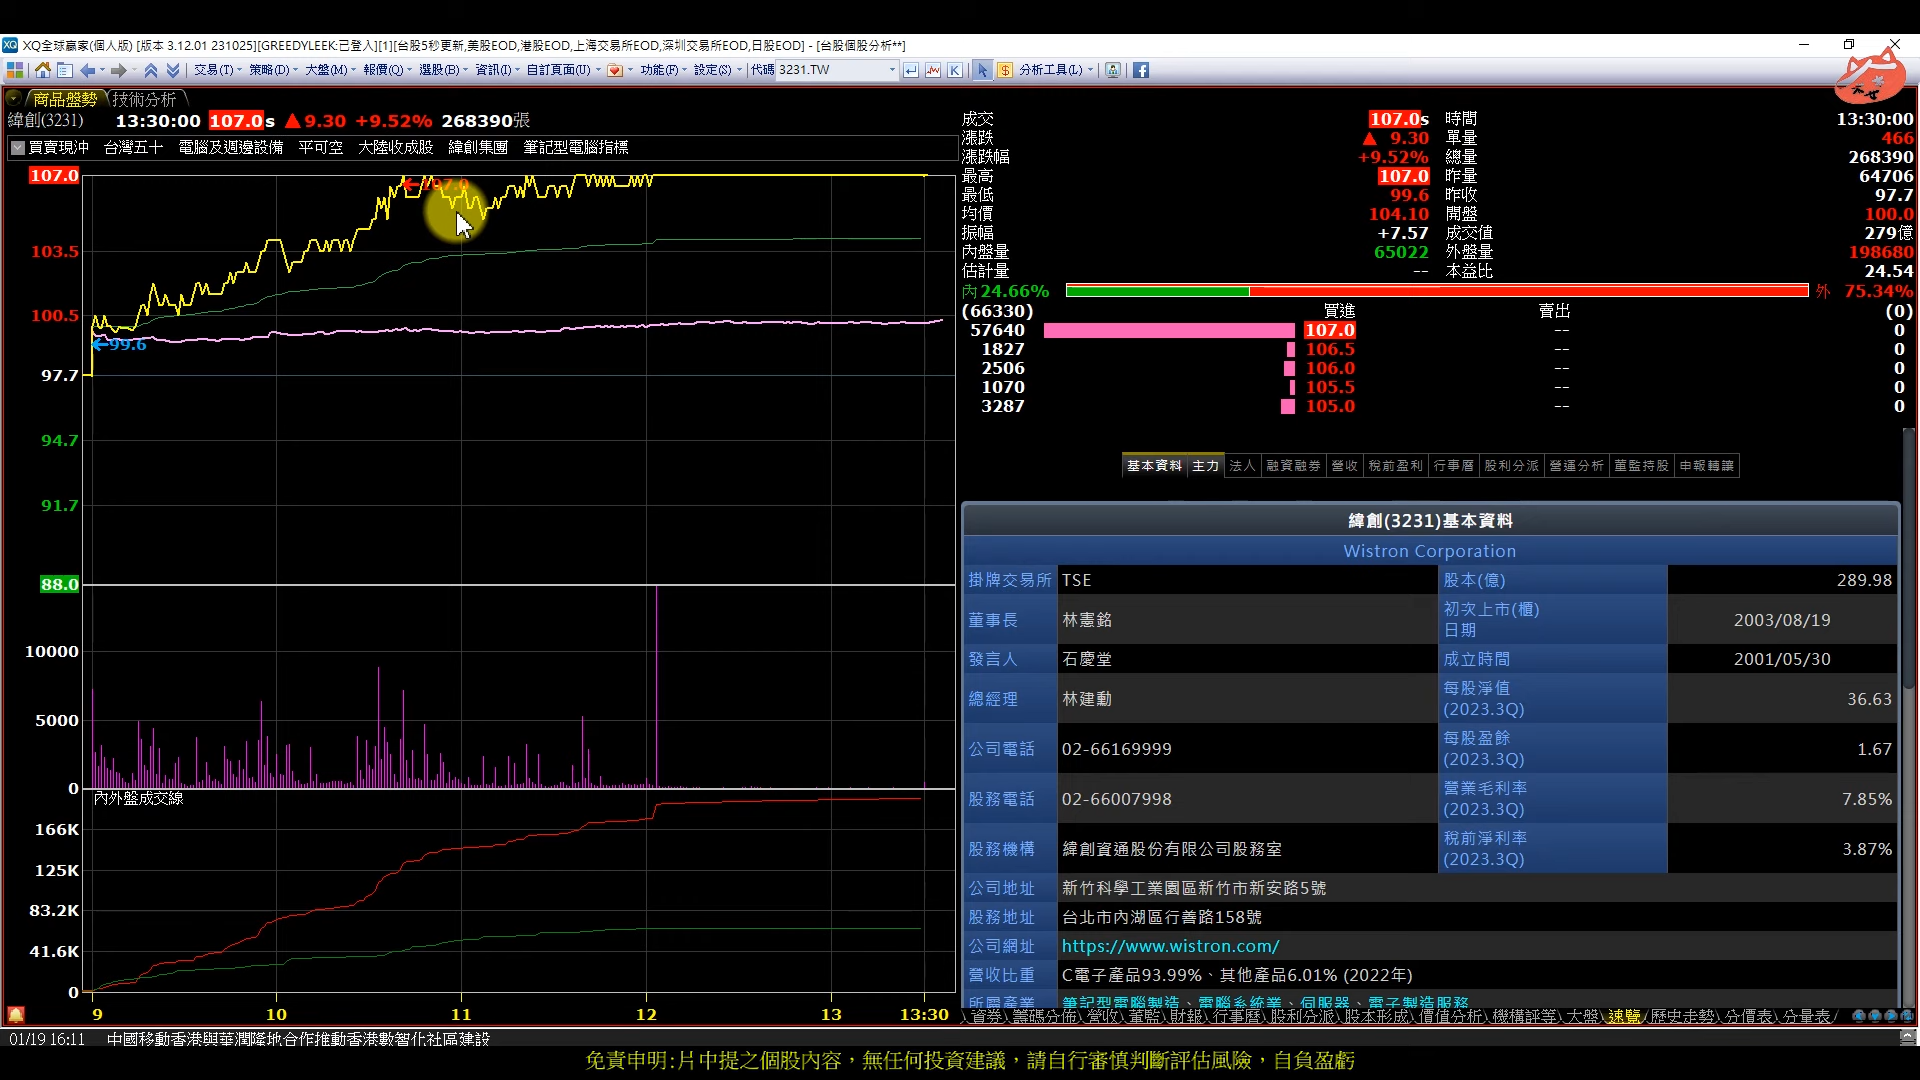 XQ全球贏家(個人版) [版本 3.12.01 231025][GREEDYLEEK:已登入][1][台股5秒更新,美股EOD,港股EOD,上海交易所EOD,深圳交易所EOD,日股EOD] - [台股個股分析**]
交易(T) 策略(D) 大盤(M) 報價(Q) 選股(B) 資訊(I) 自訂頁面(U) 功能(F) 設定(S) 代碼 3231.TW 分析工具(L)
商品盤勢 技術分析
緯創(3231) 13:30:00 107.0s ▲9.30 +9.52% 268390張
買賣現沖 台灣五十 電腦及週邊設備 平可空 大陸收成股 緯創集團 筆記型電腦指標
107.0
103.5
100.5
97.7
94.7
91.7
88.0
10000
5000
0
←107.0
←99.6
內外盤成交線
166K
125K
83.2K
41.6K
0
9 10 11 12 13 13:30
成交 107.0s 時間 13:30:00
漲跌 ▲ 9.30 單量 466
漲跌幅 +9.52% 總量 268390
最高 107.0 昨量 64706
最低 99.6 昨收 97.7
均價 104.10 開盤 100.0
振幅 +7.57 成交值 279億
內盤量 65022 外盤量 198680
估計量 -- 本益比 24.54
內 24.66% 外 75.34%
(66330) 買進 賣出 (0)
57640 107.0 -- 0
1827 106.5 -- 0
2506 106.0 -- 0
1070 105.5 -- 0
3287 105.0 -- 0
基本資料 主力 法人 融資融券 營收 稅前盈利 行事曆 股利分派 營運分析 董監持股 申報轉讓
緯創(3231)基本資料
Wistron Corporation
掛牌交易所 TSE 股本(億) 289.98
董事長 林憲銘 初次上市(櫃)日期 2003/08/19
發言人 石慶堂 成立時間 2001/05/30
總經理 林建勳 每股淨值(2023.3Q) 36.63
公司電話 02-66169999 每股盈餘(2023.3Q) 1.67
股務電話 02-66007998 營業毛利率(2023.3Q) 7.85%
股務機構 緯創資通股份有限公司股務室 稅前淨利率(2023.3Q) 3.87%
公司地址 新竹科學工業園區新竹市新安路5號
股務地址 台北市內湖區行善路158號
公司網址 https://www.wistron.com/
營收比重 C電子產品93.99%、其他產品6.01% (2022年)
所屬產業 筆記型電腦製造、電腦系統業、伺服器、電子製造服務
資券 籌碼分佈 營收 董監 財報 行事曆 股利分派 股本形成 價值分析 機構評等 大盤 速覽 歷史走勢 分價表 分量表
01/19 16:11 中國移動香港與華潤隆地合作推動香港數智化社區建設
免責申明:片中提之個股內容，無任何投資建議，請自行審慎判斷評估風險，自負盈虧